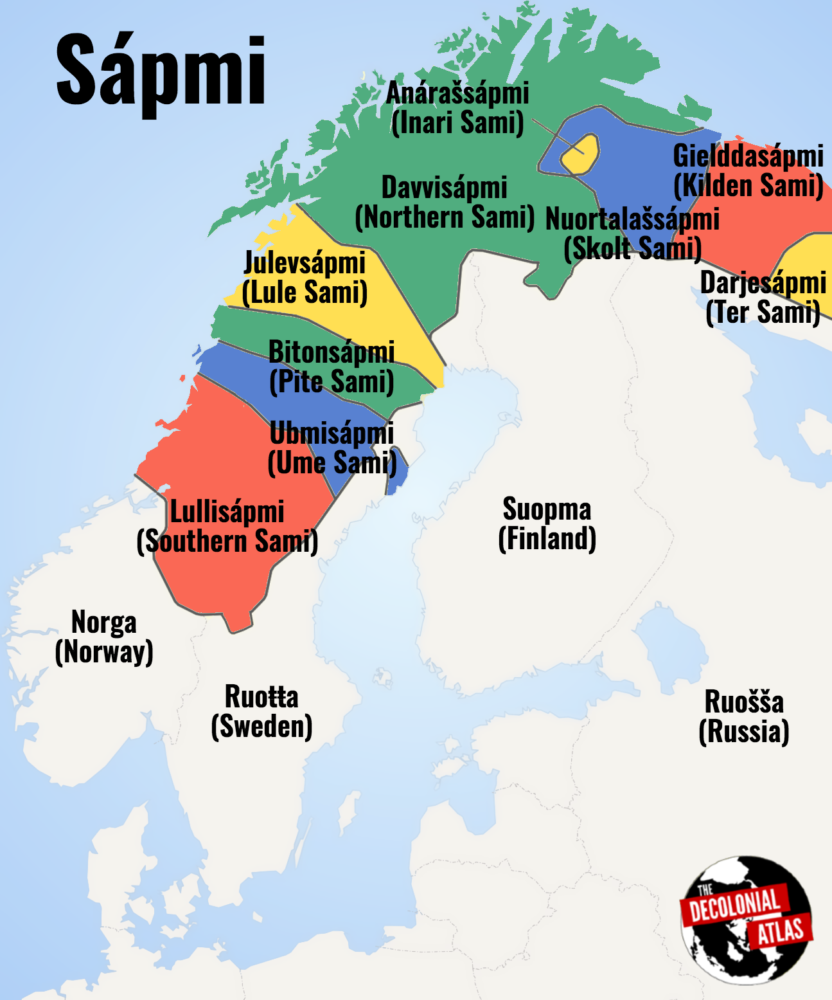 Sápmi
Anárašsápmi
(Inari Sami)
Gielddasápmi
(Kilden Sami)
Davvisápmi
(Northern Sami)
Nuortalašsápmi
(Skolt Sami)
Julevsápmi
(Lule Sami)
Darjesápmi
(Ter Sami)
Bitonsápmi
(Pite Sami)
Ubmisápmi
(Ume Sami)
Lullisápmi
(Southern Sami)
Suopma
(Finland)
Norga
(Norway)
Ruoŧŧa
(Sweden)
Ruošša
(Russia)
THE
DECOLONIAL
ATLAS